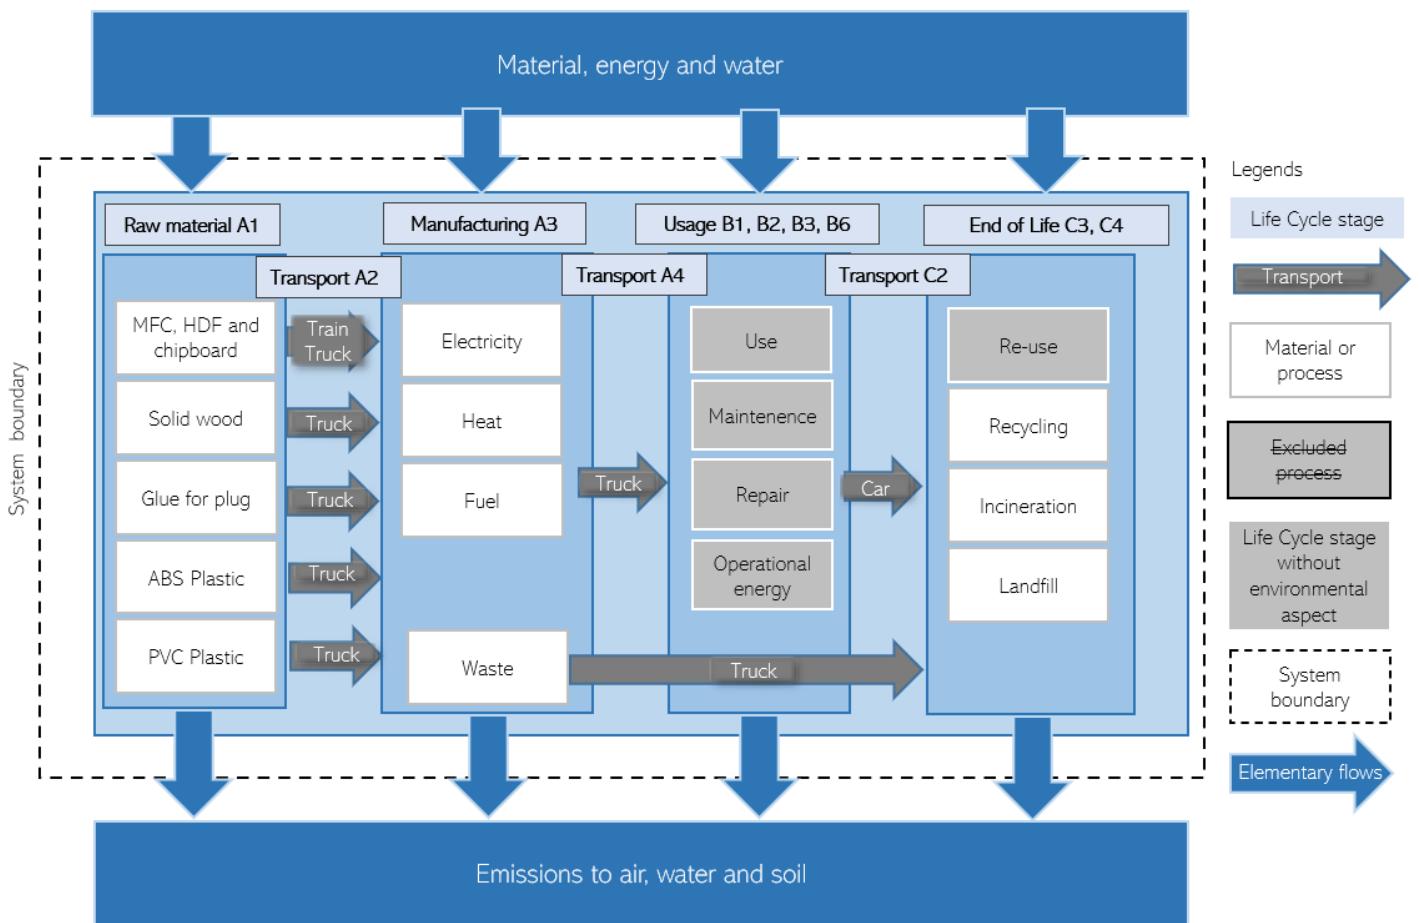 Material, energy and water
System boundary
Raw material A1
Manufacturing A3
Usage B1, B2, B3, B6
End of Life C3, C4
Transport A2
Transport A4
Transport C2
MFC, HDF and
chipboard
Solid wood
Glue for plug
ABS Plastic
PVC Plastic
Train
Truck
Truck
Truck
Truck
Truck
Electricity
Heat
Fuel
Waste
Truck
Truck
Use
Maintenence
Repair
Operational
energy
Car
Re-use
Recycling
Incineration
Landfill
Legends
Life Cycle stage
Transport
Material or
process
Excluded
process
Life Cycle stage
without
environmental
aspect
System
boundary
Elementary flows
Emissions to air, water and soil